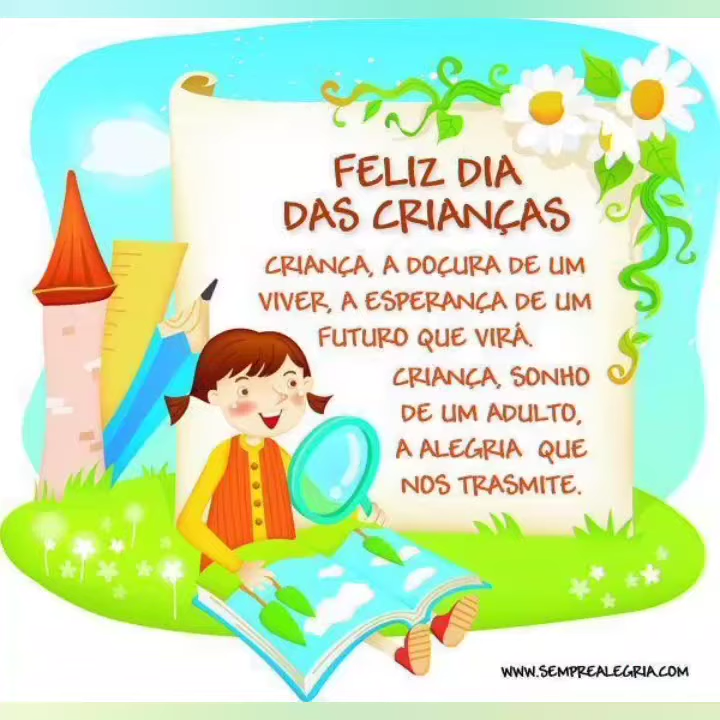 FELIZ DIA
DAS CRIANÇAS
CRIANÇA, A DOÇURA DE UM
VIVER, A ESPERANÇA DE UM
FUTURO QUE VIRÁ.
CRIANÇA, SONHO
DE UM ADULTO,
A ALEGRIA QUE
NOS TRASMITE.
WWW.SEMPREALEGRIA.COM